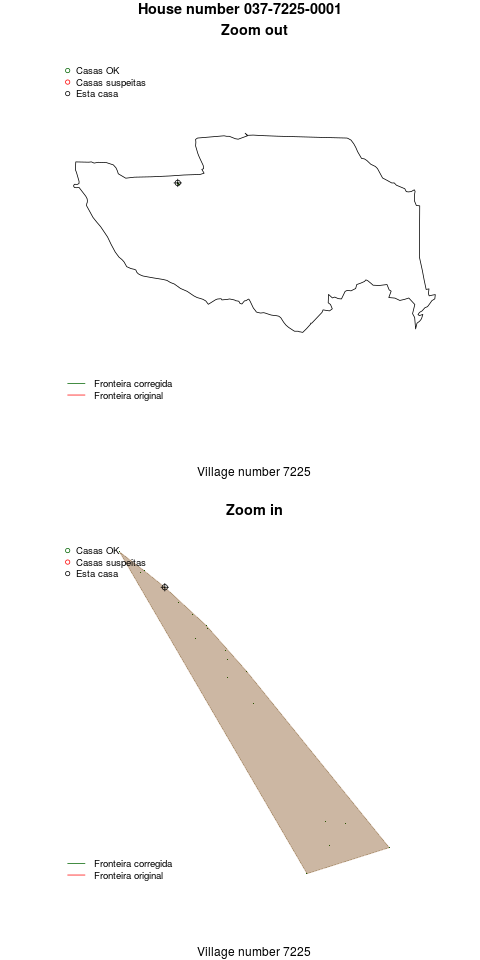 House number 037-7225-0001
Zoom out
Casas OK
Casas suspeitas
Esta casa
Fronteira corregida
Fronteira original
Village number 7225
Zoom in
Casas OK
Casas suspeitas
Esta casa
Fronteira corregida
Fronteira original
Village number 7225